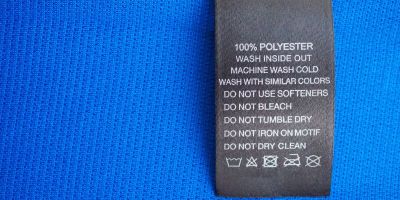 100% POLYESTER
WASH INSIDE OUT
MACHINE WASH COLD
WASH WITH SIMILAR COLORS
DO NOT USE SOFTENERS
DO NOT BLEACH
DO NOT TUMBLE DRY
DO NOT IRON ON MOTIF
DO NOT DRY CLEAN